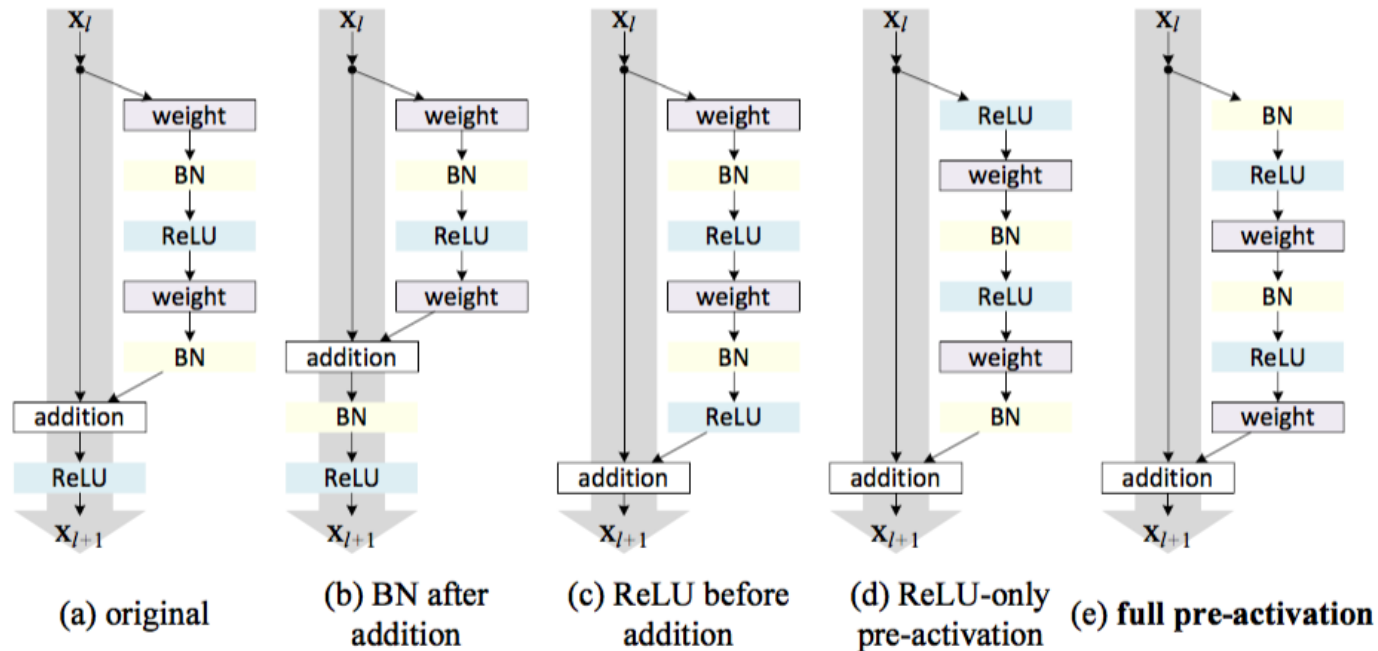 x_l
weight
BN
ReLU
weight
BN
addition
ReLU
x_{l+1}
(a) original
x_l
weight
BN
ReLU
weight
addition
BN
ReLU
x_{l+1}
(b) BN after
addition
x_l
weight
BN
ReLU
weight
BN
ReLU
addition
x_{l+1}
(c) ReLU before
addition
x_l
ReLU
weight
BN
ReLU
weight
BN
addition
x_{l+1}
(d) ReLU-only
pre-activation
x_l
BN
ReLU
weight
BN
ReLU
weight
addition
x_{l+1}
(e) full pre-activation